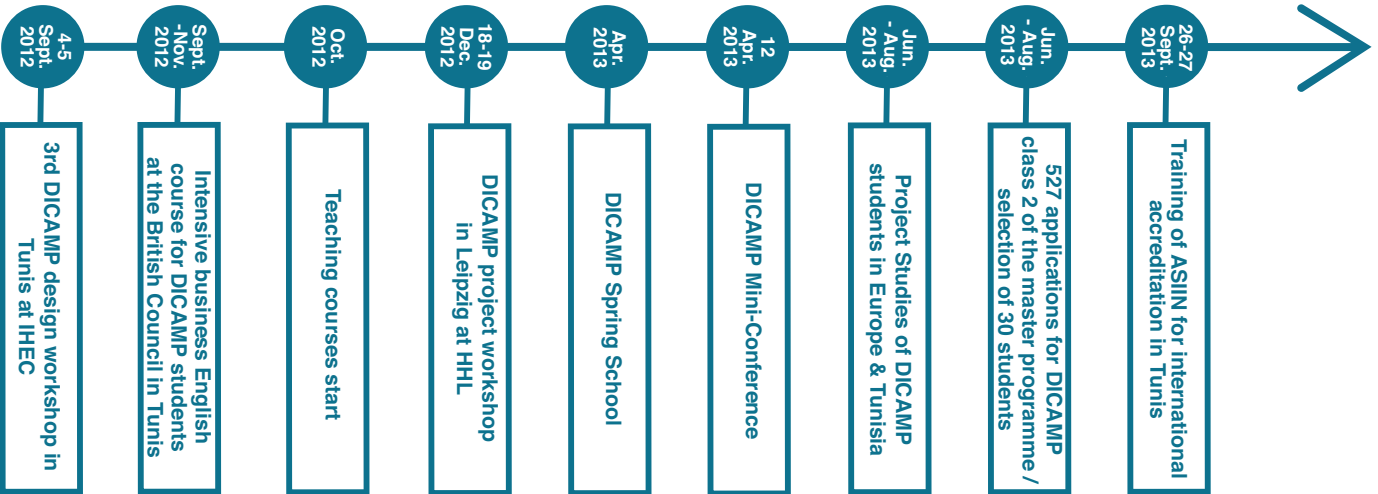 4-5
Sept.
2012
3rd DICAMP design workshop in
Tunis at IHEC
Sept.
-Nov.
2012
Intensive business English
course for DICAMP students
at the British Council in Tunis
Oct.
2012
Teaching courses start
18-19
Dec.
2012
DICAMP project workshop
in Leipzig at HHL
Apr.
2013
DICAMP Spring School
12
Apr.
2013
DICAMP Mini-Conference
Jun.
- Aug.
2013
Project Studies of DICAMP
students in Europe & Tunisia
Jun.
- Aug.
2013
527 applications for DICAMP
class 2 of the master programme /
selection of 30 students
26-27
Sept.
2013
Training of ASIIN for international
accreditation in Tunis